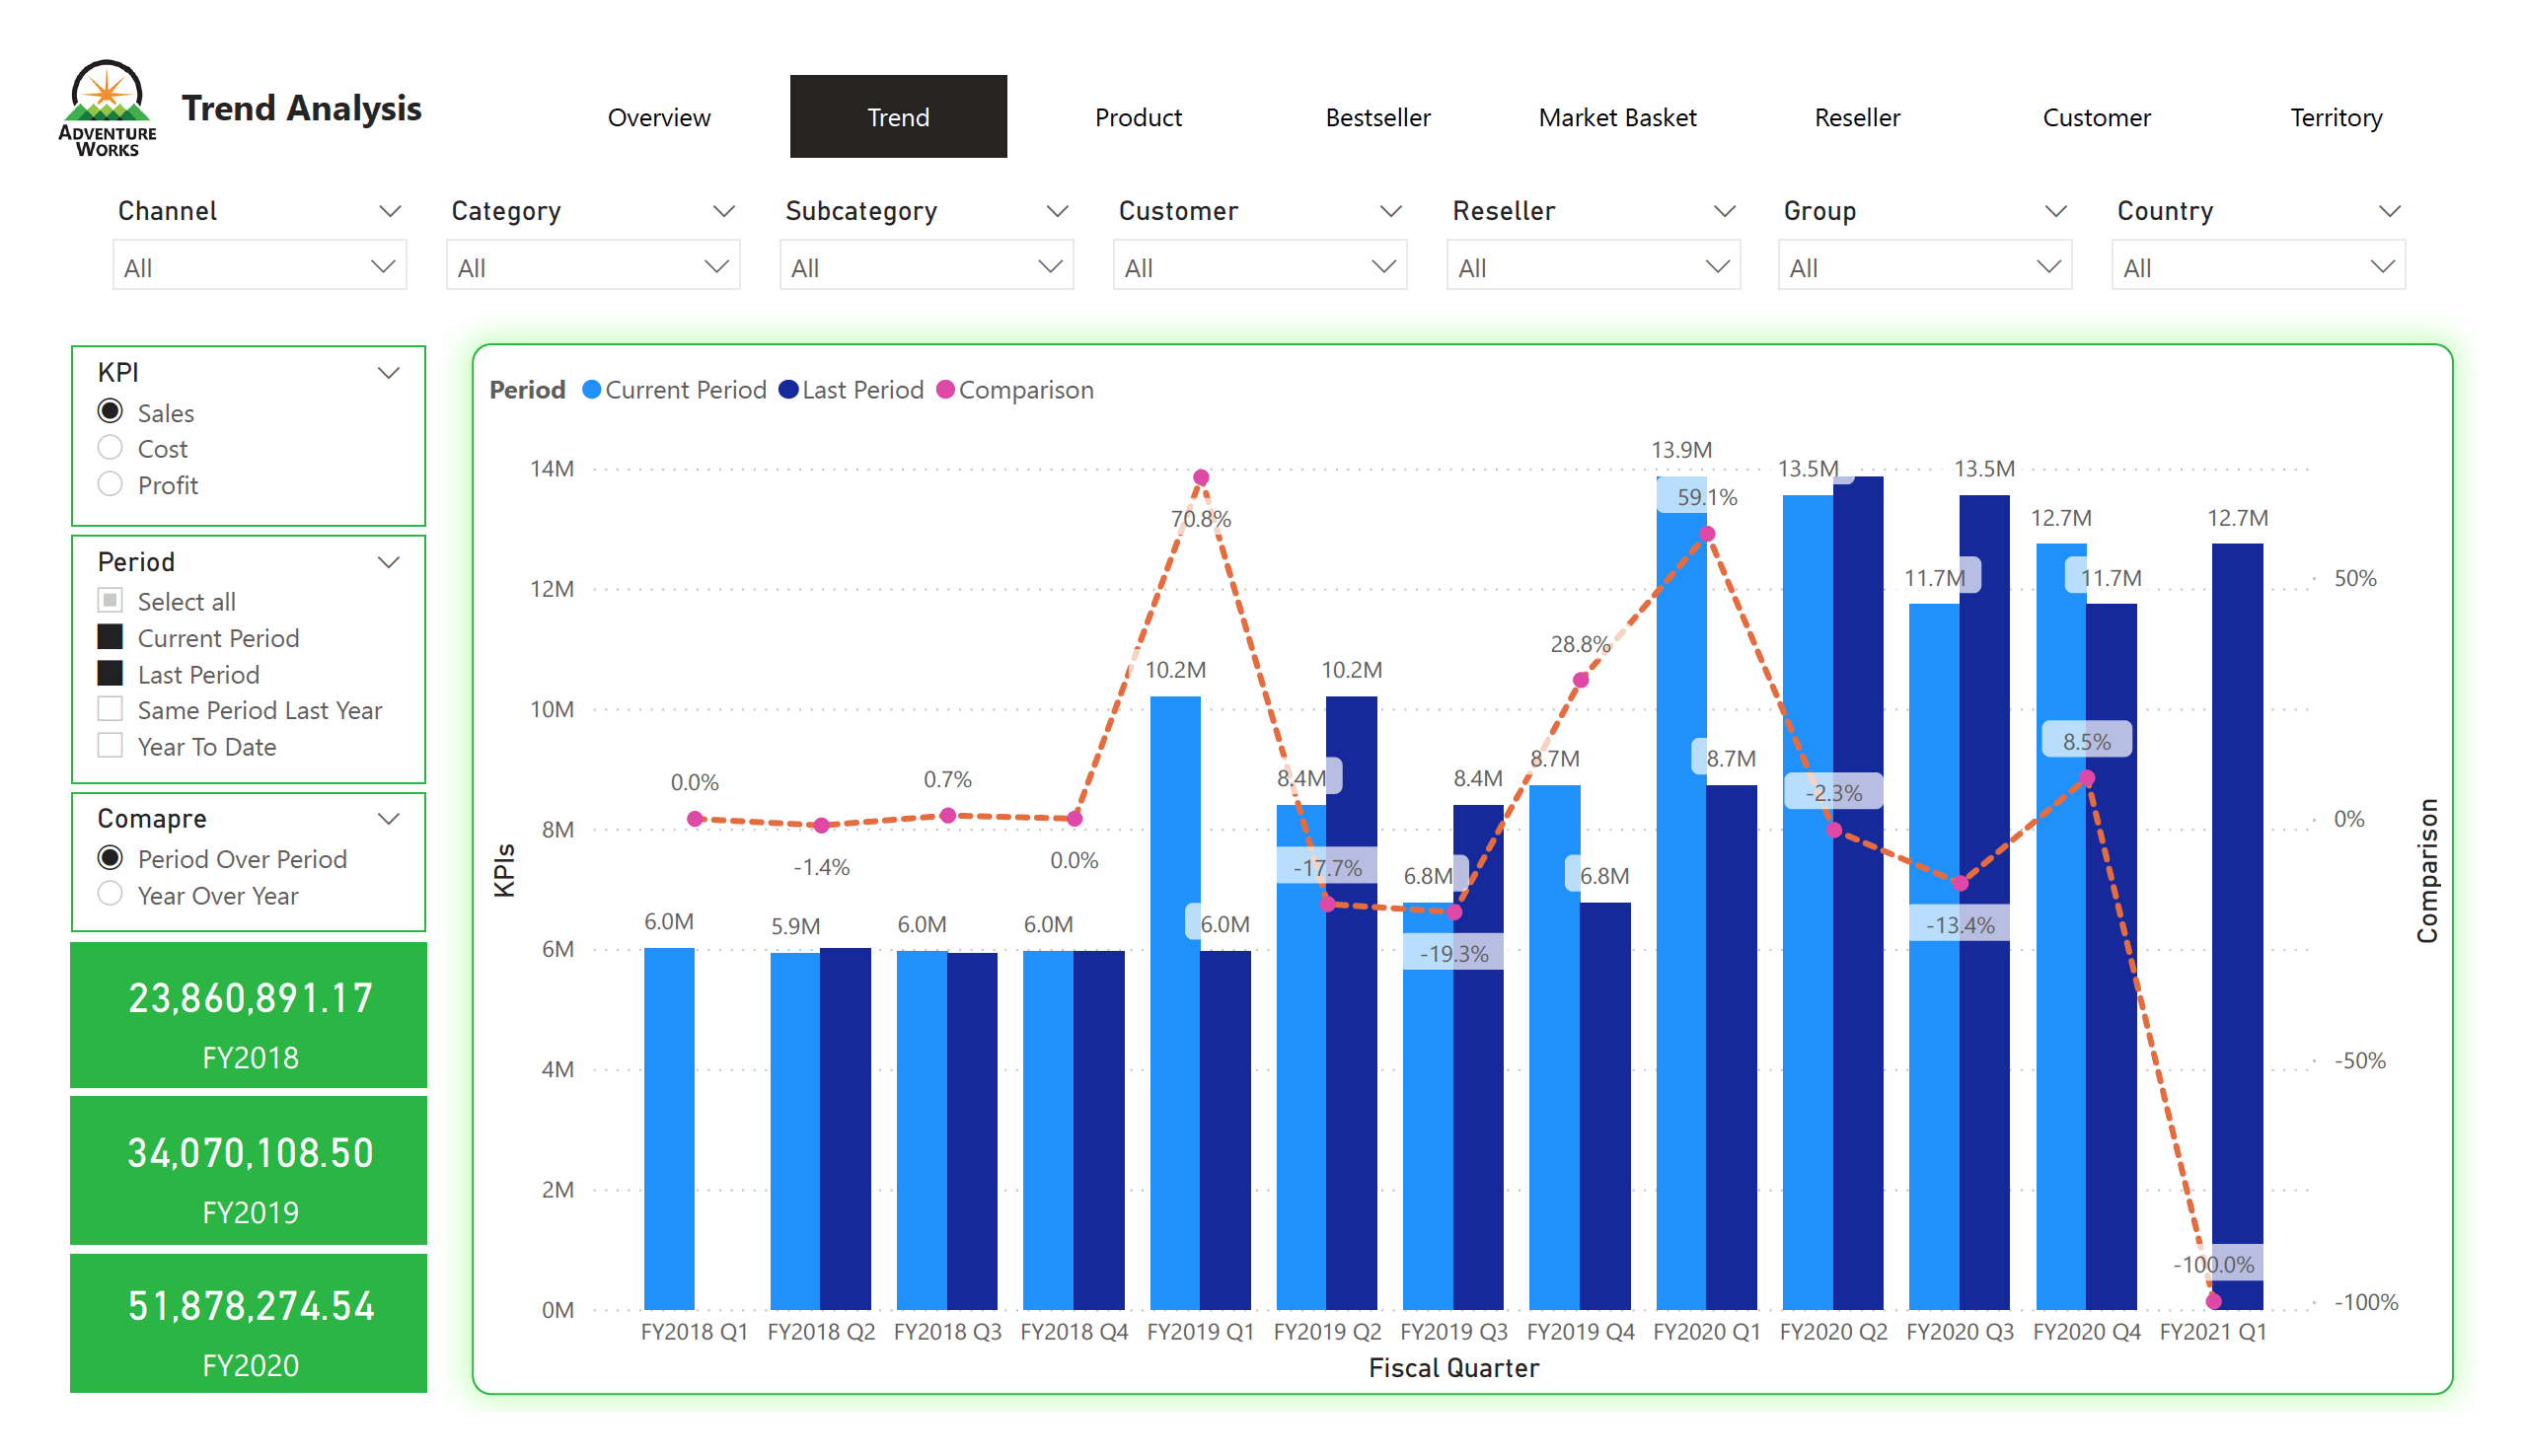 ADVENTURE
WORKS
Trend Analysis
Overview
Trend
Product
Bestseller
Market Basket
Reseller
Customer
Territory
Channel
Category
Subcategory
Customer
Reseller
Group
Country
All
All
All
All
All
All
All
KPI
Sales
Cost
Profit
Period
Select all
Current Period
Last Period
Same Period Last Year
Year To Date
Comapre
Period Over Period
Year Over Year
23,860,891.17
FY2018
34,070,108.50
FY2019
51,878,274.54
FY2020
Period Current Period Last Period Comparison
KPIs
14M
12M
10M
8M
6M
4M
2M
0M
6.0M
5.9M
6.0M
6.0M
10.2M
6.0M
8.4M
10.2M
6.8M
8.4M
8.7M
6.8M
13.9M
8.7M
13.5M
11.7M
13.5M
12.7M
11.7M
12.7M
0.0%
-1.4%
0.7%
0.0%
70.8%
-17.7%
-19.3%
28.8%
59.1%
-2.3%
-13.4%
8.5%
-100.0%
50%
0%
-50%
-100%
Comparison
FY2018 Q1 FY2018 Q2 FY2018 Q3 FY2018 Q4 FY2019 Q1 FY2019 Q2 FY2019 Q3 FY2019 Q4 FY2020 Q1 FY2020 Q2 FY2020 Q3 FY2020 Q4 FY2021 Q1
Fiscal Quarter